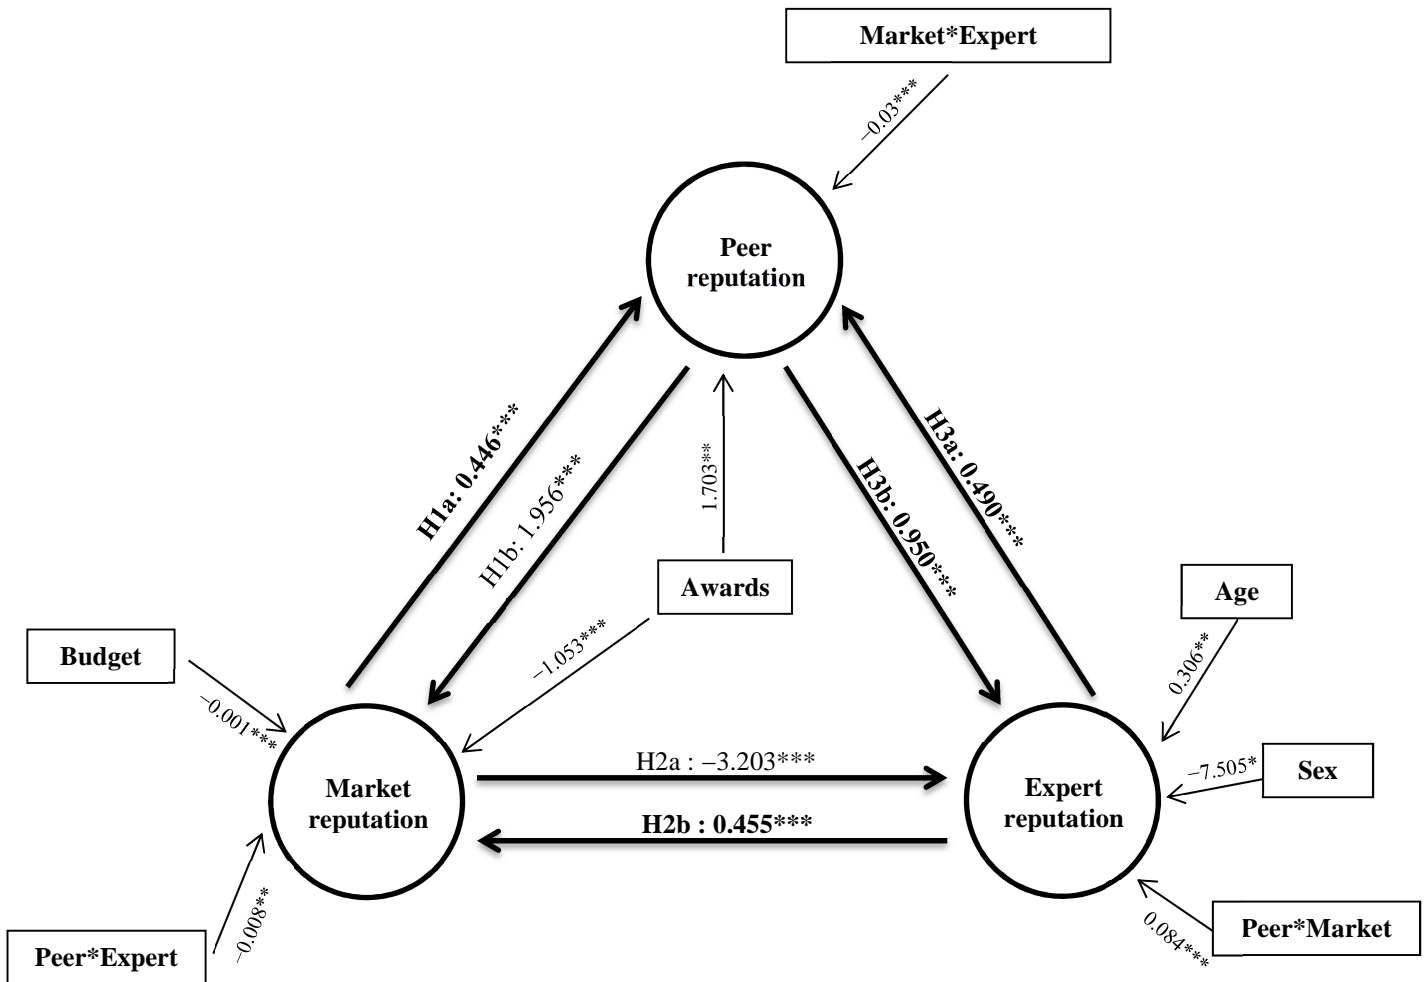 Market*Expert
−0.03***
Peer
reputation
H1a: 0.446***
H1b: 1.956***
1.703**
H3b: 0.950***
H3a: 0.490***
Awards
−1.053***
Age
0.306**
Budget
−0.001***
Sex
−7.505*
H2a : −3.203***
Market
reputation
Expert
reputation
H2b : 0.455***
Peer*Expert
−0.008**
Peer*Market
0.084***